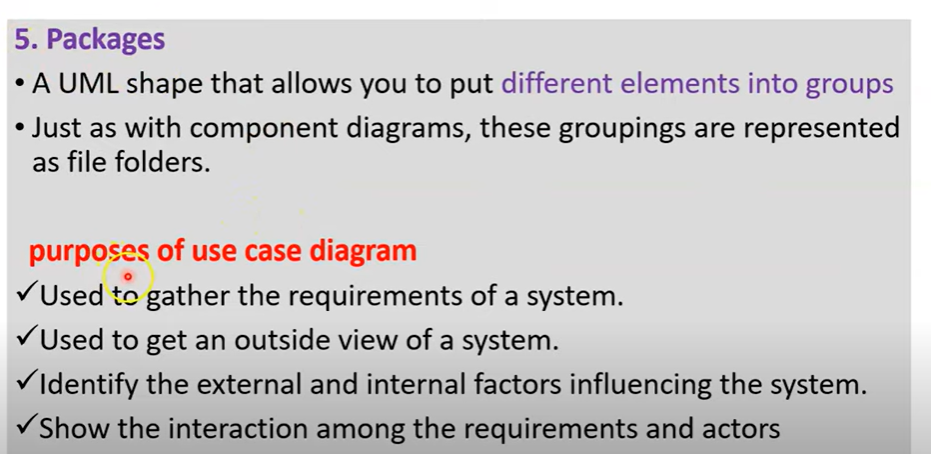 5. Packages
• A UML shape that allows you to put different elements into groups
• Just as with component diagrams, these groupings are represented
as file folders.
purposes of use case diagram
✓Used to gather the requirements of a system.
✓Used to get an outside view of a system.
✓Identify the external and internal factors influencing the system.
✓Show the interaction among the requirements and actors